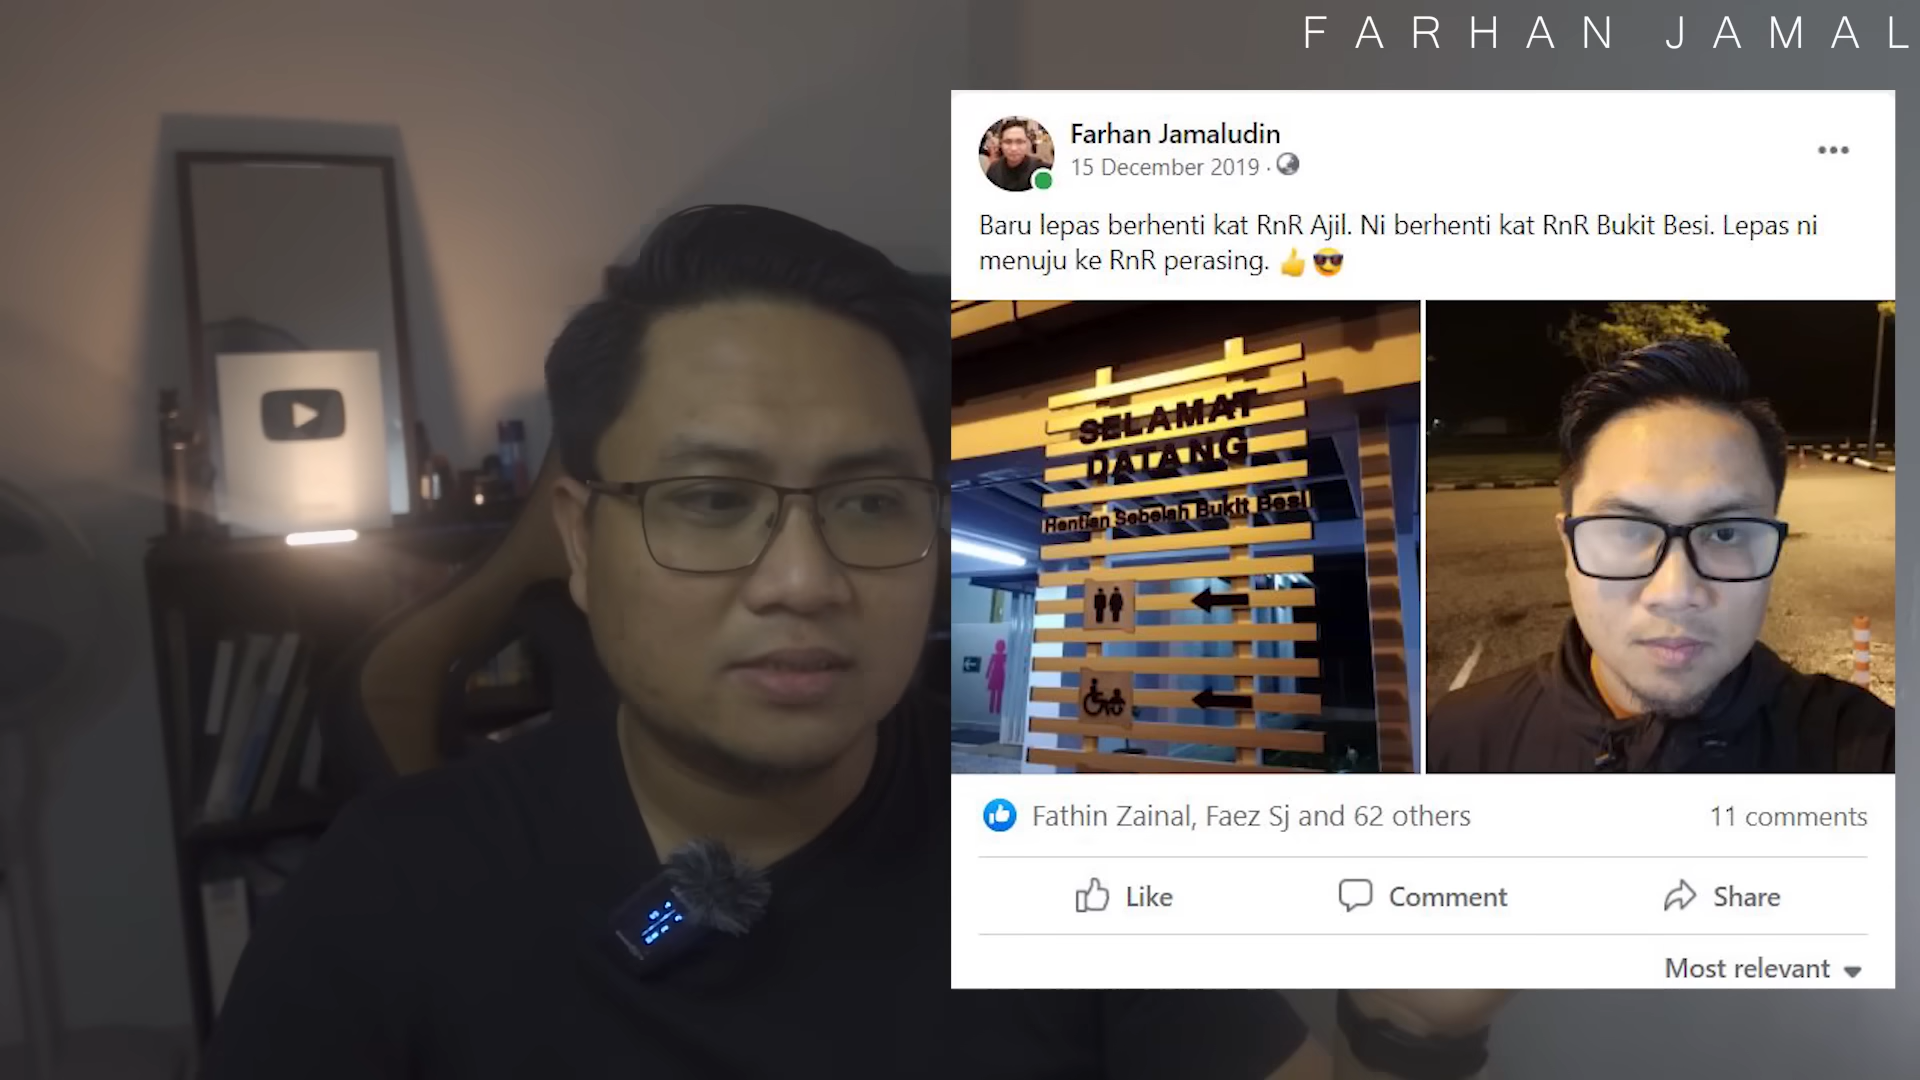 FARHAN JAMAL
Farhan Jamaludin
15 December 2019 ·
Baru lepas berhenti kat RnR Ajil. Ni berhenti kat RnR Bukit Besi. Lepas ni
menuju ke RnR perasing. 👍😎
SELAMAT
DATANG
Hentian Sebelah Bukit Besi
Fathin Zainal, Faez Sj and 62 others
11 comments
Like
Comment
Share
Most relevant